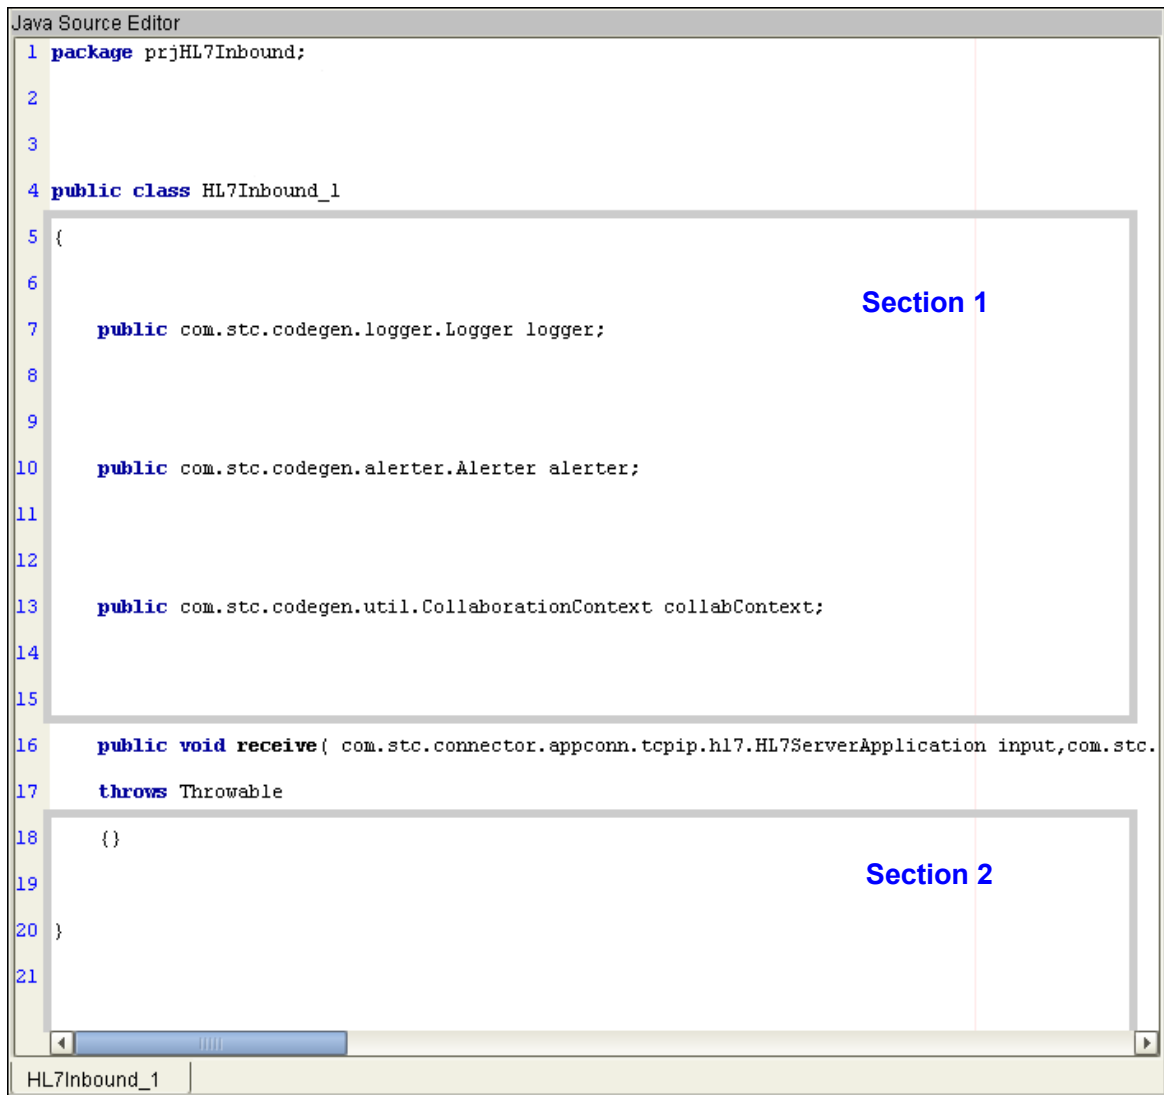 Java Source Editor
1 package prjHL7Inbound;
2
3
4 public class HL7Inbound_1
5 {
6
Section 1
7 public com.stc.codegen.logger.Logger logger;
8
9
10 public com.stc.codegen.alerter.Alerter alerter;
11
12
13 public com.stc.codegen.util.CollaborationContext collabContext;
14
15
16 public void receive( com.stc.connector.appconn.tcpip.hl7.HL7ServerApplication input,com.stc.
17 throws Throwable
18 {}
Section 2
19
20 }
21
HL7Inbound_1